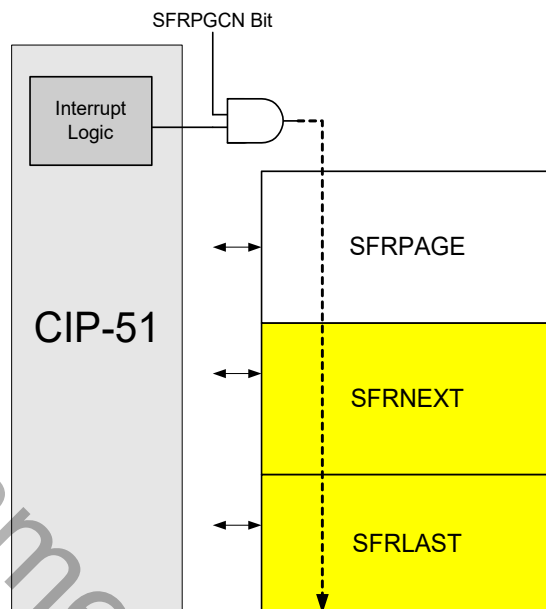 SFRPGCN Bit
Interrupt
Logic
SFRPAGE
CIP-51
SFRNEXT
SFRLAST